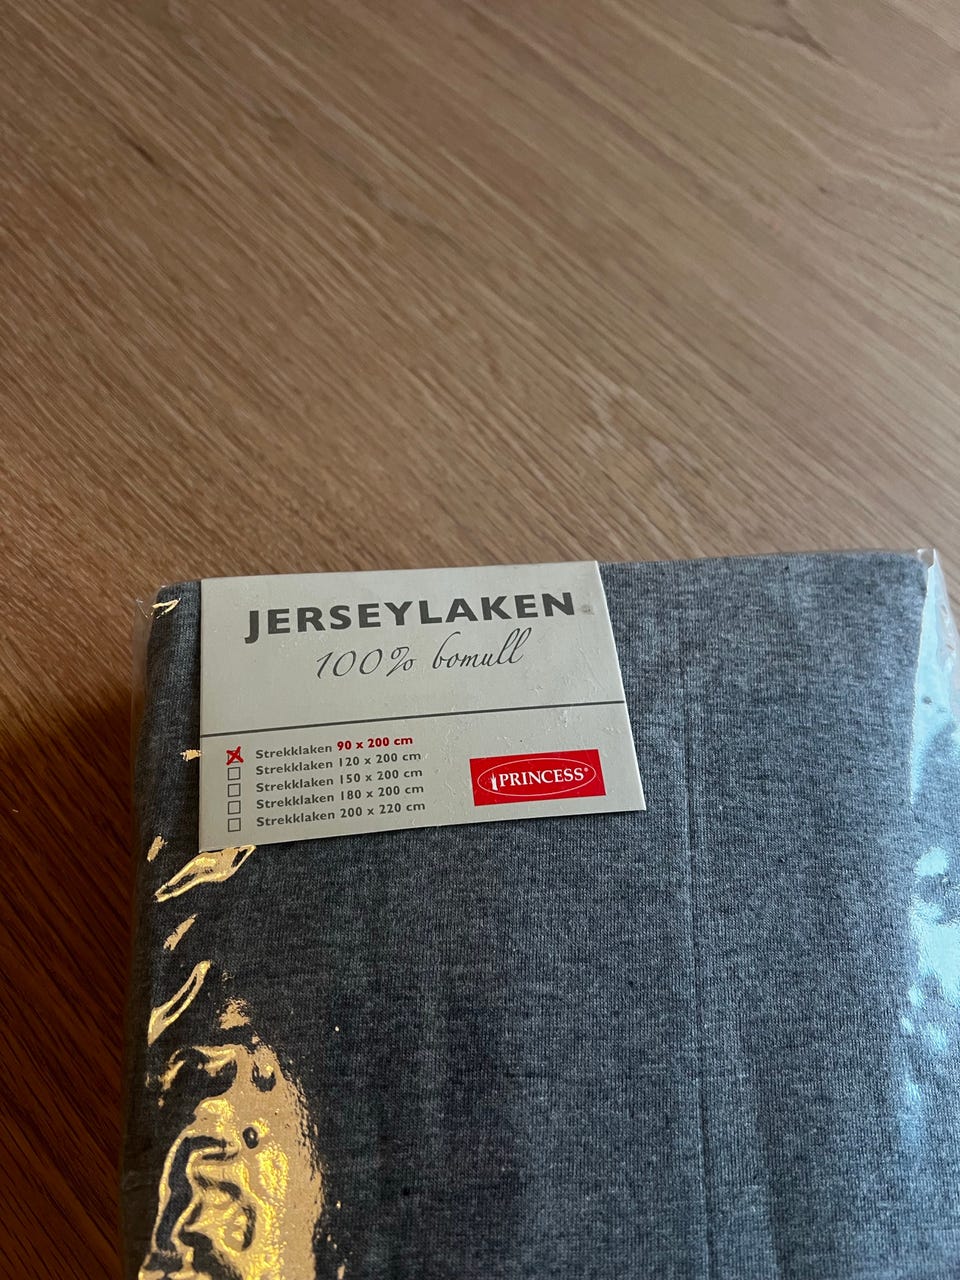 JERSEYLAKEN
100% bomull
Strekklaken 90 x 200 cm
Strekklaken 120 x 200 cm
Strekklaken 150 x 200 cm
Strekklaken 180 x 200 cm
Strekklaken 200 x 220 cm
PRINCESS®